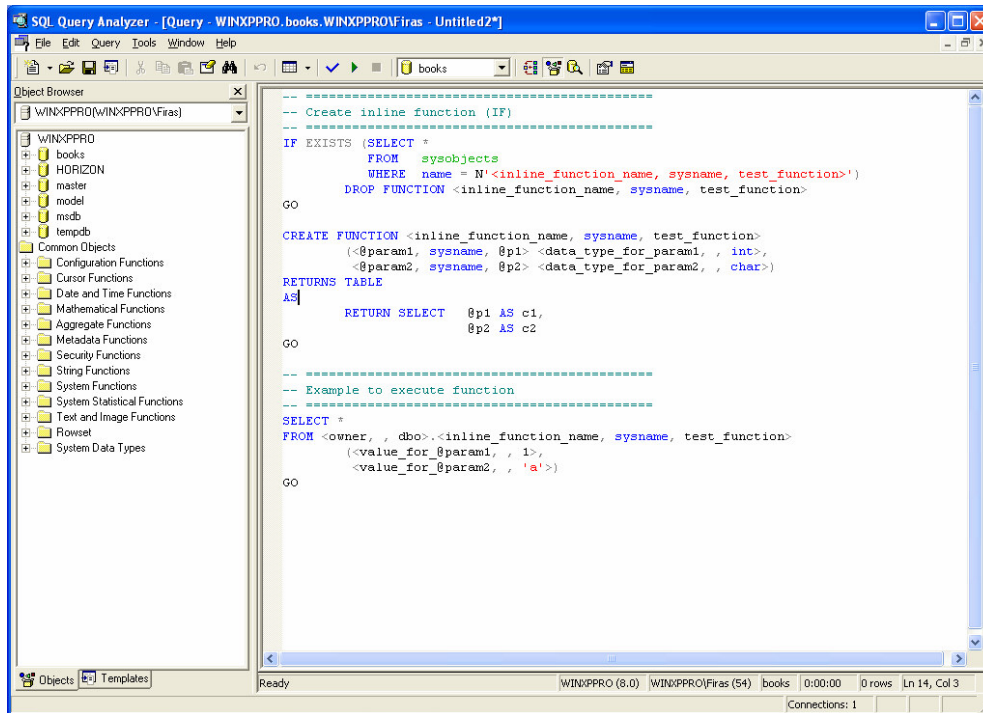 SQL Query Analyzer - [Query - WINXPPRO.books.WINXPPRO\Firas - Untitled2*]
File Edit Query Tools Window Help
books
Object Browser
WINXPPRO(WINXPPRO\Firas)
WINXPPRO
books
HORIZON
master
model
msdb
tempdb
Common Objects
Configuration Functions
Cursor Functions
Date and Time Functions
Mathematical Functions
Aggregate Functions
Metadata Functions
Security Functions
String Functions
System Functions
System Statistical Functions
Text and Image Functions
Rowset
System Data Types
Objects Templates
-- =============================================
-- Create inline function (IF)
-- =============================================
IF EXISTS (SELECT *
FROM sysobjects
WHERE name = N'<inline_function_name, sysname, test_function>')
DROP FUNCTION <inline_function_name, sysname, test_function>
GO
CREATE FUNCTION <inline_function_name, sysname, test_function>
(<@param1, sysname, @p1> <data_type_for_param1, , int>,
<@param2, sysname, @p2> <data_type_for_param2, , char>)
RETURNS TABLE
AS
RETURN SELECT @p1 AS c1,
@p2 AS c2
GO
-- =============================================
-- Example to execute function
-- =============================================
SELECT *
FROM <owner, , dbo>.<inline_function_name, sysname, test_function>
(<value_for_@param1, , 1>,
<value_for_@param2, , 'a'>)
GO
Ready WINXPPRO (8.0) WINXPPRO\Firas (54) books 0:00:00 0 rows Ln 14, Col 3
Connections: 1